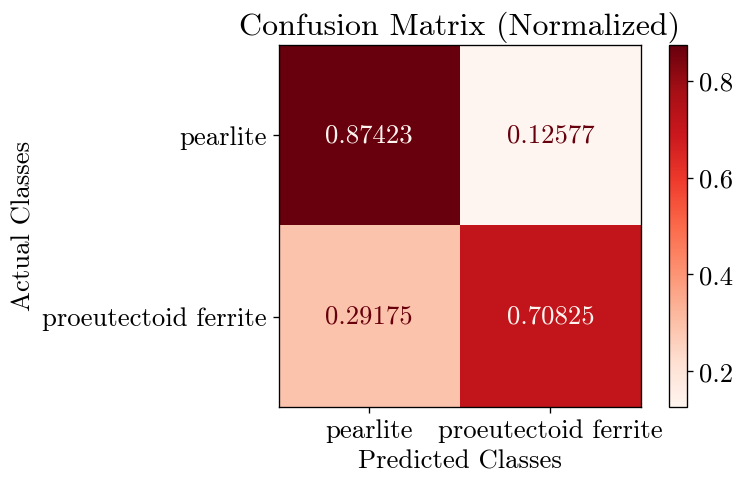 Confusion Matrix (Normalized)
Actual Classes
pearlite
0.87423
0.12577
proeutectoid ferrite
0.29175
0.70825
pearlite
proeutectoid ferrite
Predicted Classes
0.8
0.6
0.4
0.2